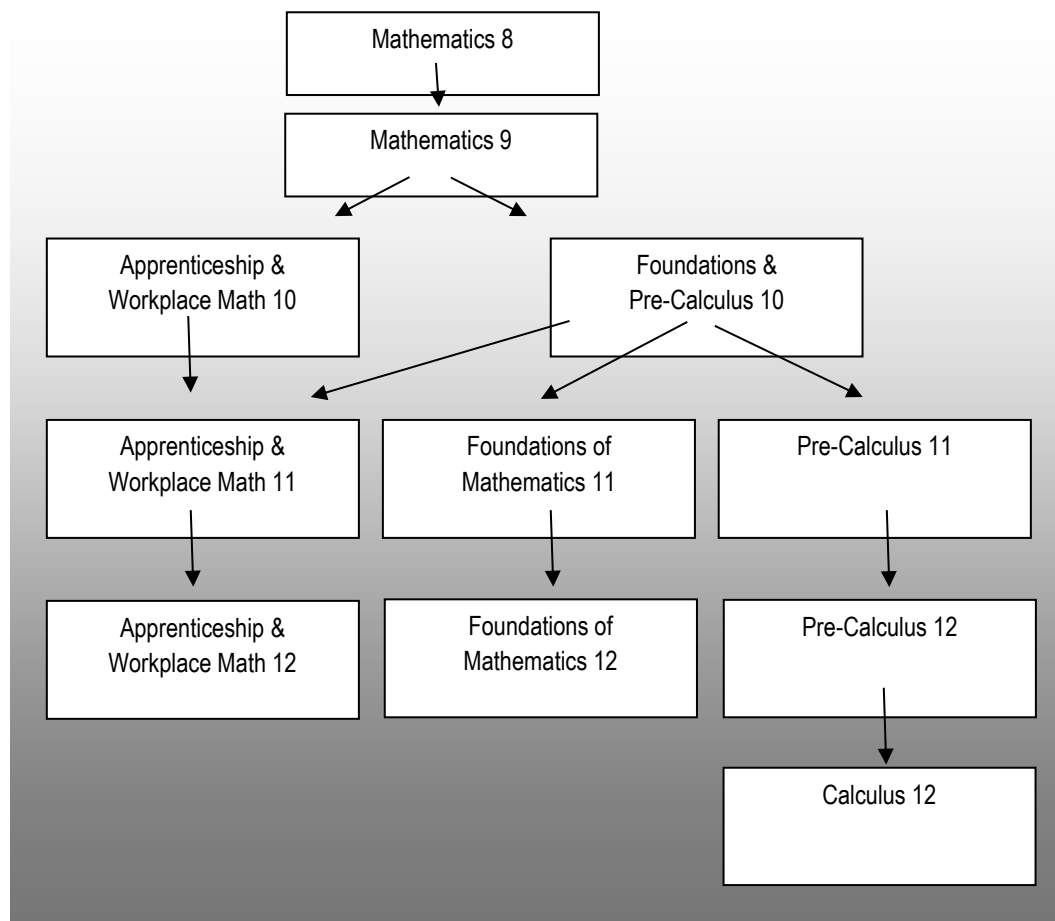 Mathematics 8
Mathematics 9
Apprenticeship &
Workplace Math 10
Foundations &
Pre-Calculus 10
Apprenticeship &
Workplace Math 11
Foundations of
Mathematics 11
Pre-Calculus 11
Apprenticeship &
Workplace Math 12
Foundations of
Mathematics 12
Pre-Calculus 12
Calculus 12